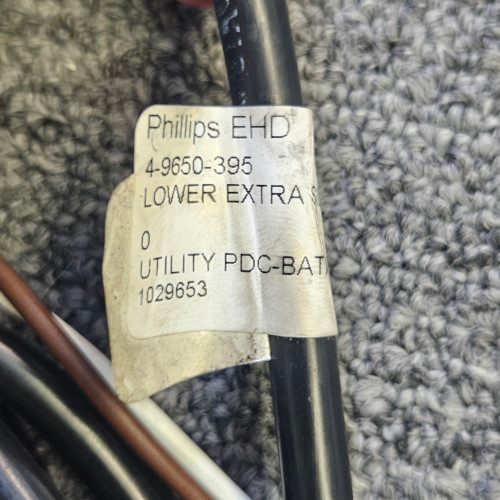 Phillips EHD
4-9650-395
LOWER EXTRA
0
UTILITY PDC-BAT
1029653